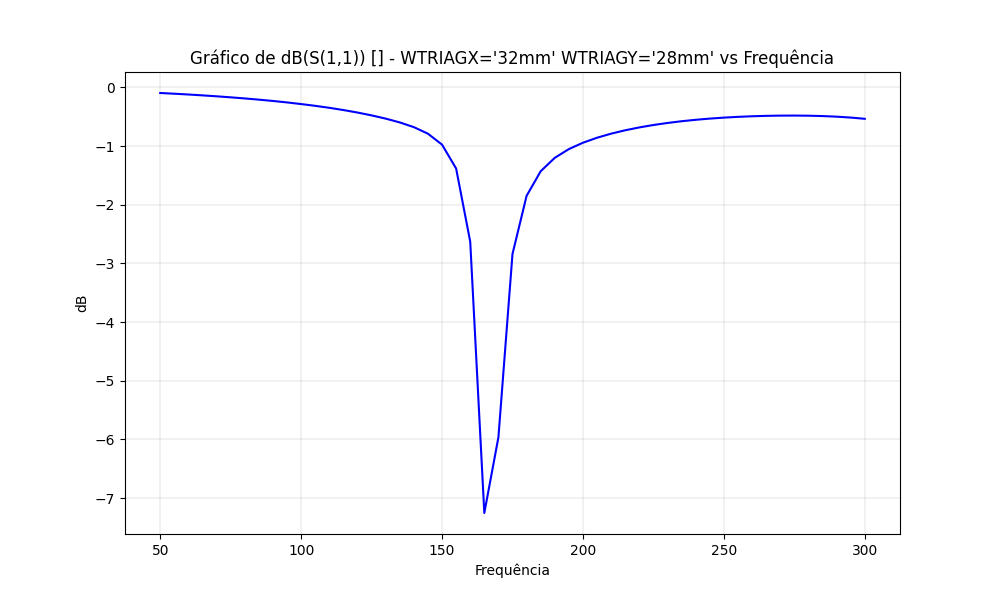 Gráfico de dB(S(1,1)) [] - WTRIAGX='32mm' WTRIAGY='28mm' vs Frequência
0
−1
−2
−3
−4
−5
−6
−7
dB
50 100 150 200 250 300
Frequência